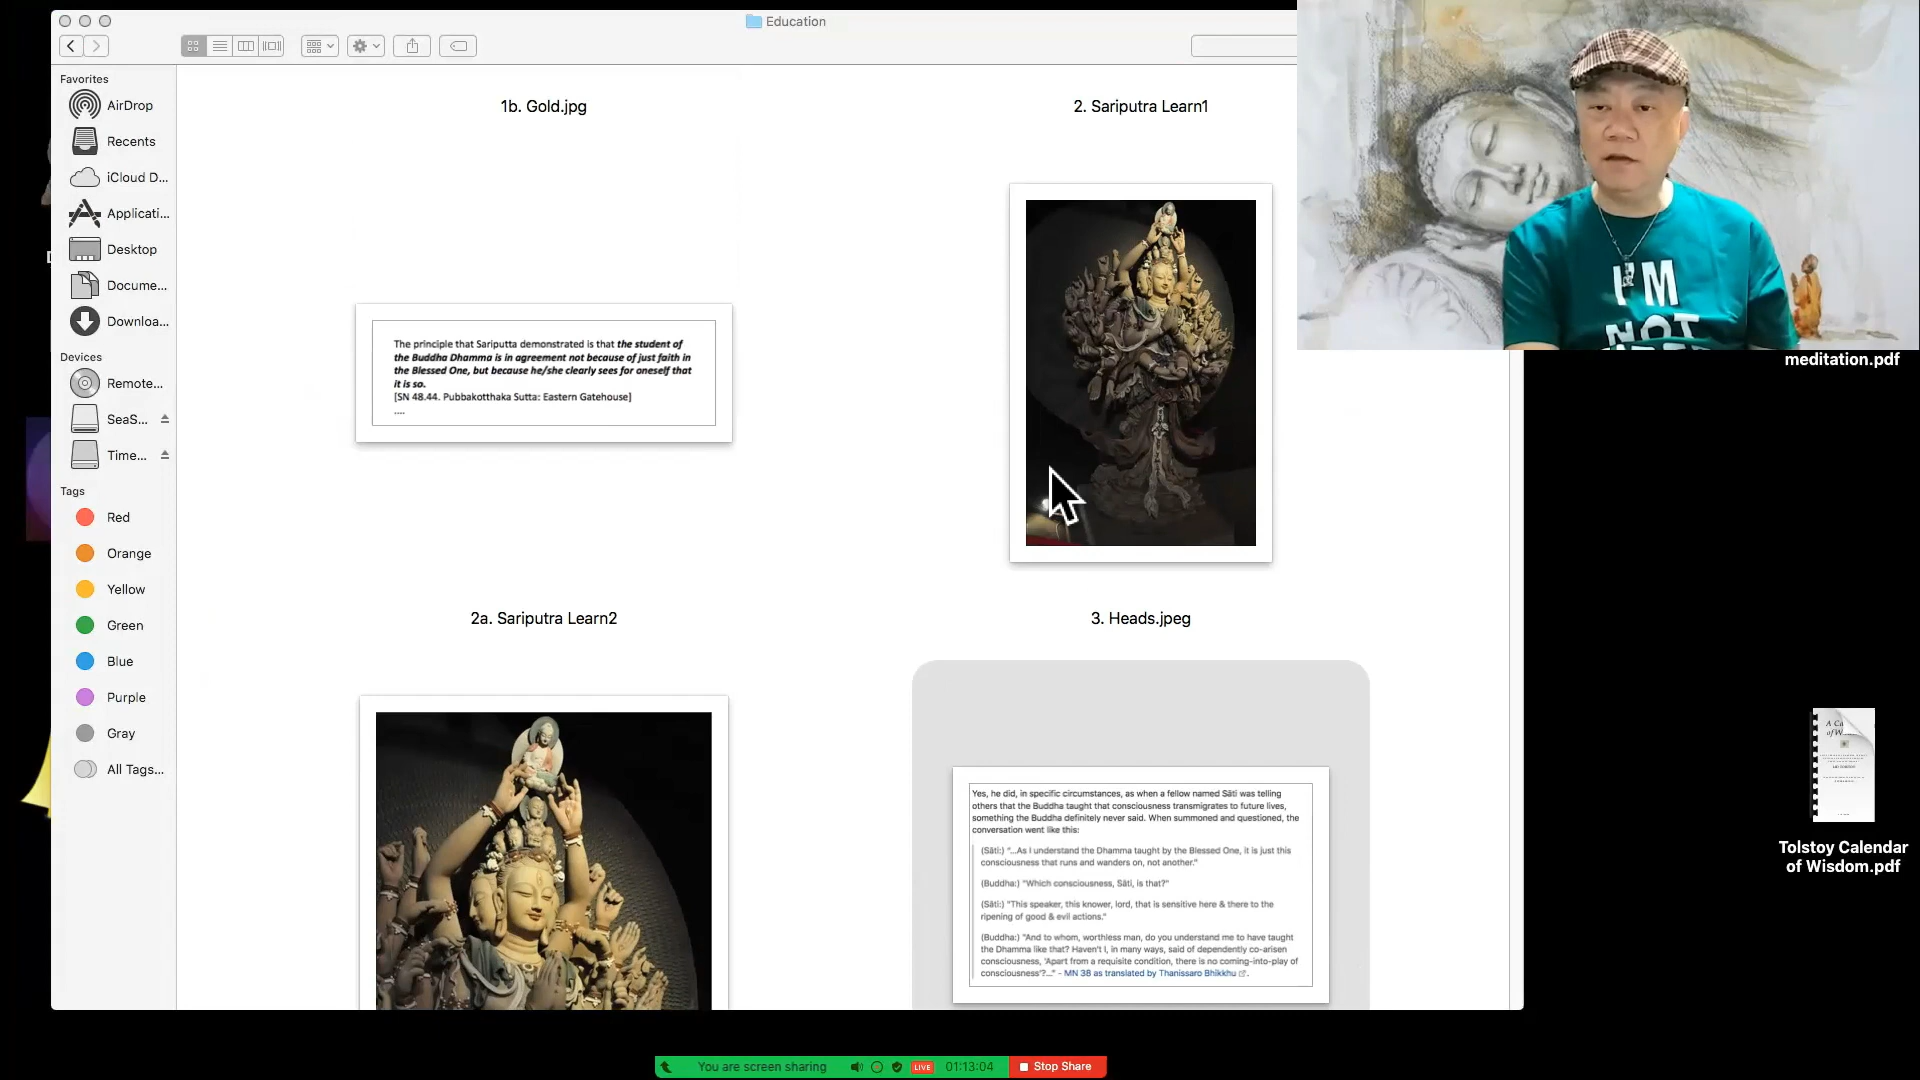 Education
Favorites
AirDrop
Recents
iCloud D...
Applicati...
Desktop
Docume...
Downloa...
Devices
Remote...
SeaS...
Time...
Tags
Red
Orange
Yellow
Green
Blue
Purple
Gray
All Tags...
1b. Gold.jpg
2. Sariputra Learn1
The principle that Sariputta demonstrated is that the student of
the Buddha Dhamma is in agreement not because of just faith in
the Blessed One, but because he/she clearly sees for oneself that
it is so.
[SN 48.44. Pubbakotthaka Sutta: Eastern Gatehouse]
....
2a. Sariputra Learn2
3. Heads.jpeg
Yes, he did, in specific circumstances, as when a fellow named Sāti was telling
others that the Buddha taught that consciousness transmigrates to future lives,
something the Buddha definitely never said. When summoned and questioned, the
conversation went like this:
(Sāti:) "...As I understand the Dhamma taught by the Blessed One, it is just this
consciousness that runs and wanders on, not another."
(Buddha:) "Which consciousness, Sāti, is that?"
(Sāti:) "This speaker, this knower, lord, that is sensitive here & there to the
ripening of good & evil actions."
(Buddha:) "And to whom, worthless man, do you understand me to have taught
the Dhamma like that? Haven't I, in many ways, said of dependently co-arisen
consciousness, 'Apart from a requisite condition, there is no coming-into-play of
consciousness'?..." - MN 38 as translated by Thanissaro Bhikkhu.
I'M
NOT
meditation.pdf
A Ca
of W
Tolstoy Calendar
of Wisdom.pdf
You are screen sharing
LIVE
01:13:04
Stop Share